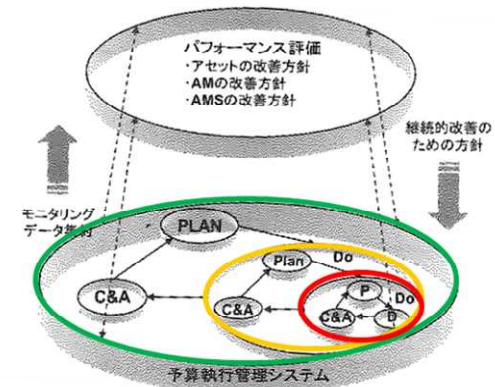 パフォーマンス評価
・アセットの改善方針
・AMの改善方針
・AMSの改善方針
継続的改善の
ための方針
モニタリング
データ集約
PLAN
Do
Plan
C&A
C&A
P
Do
C&A
D
予算執行管理システム